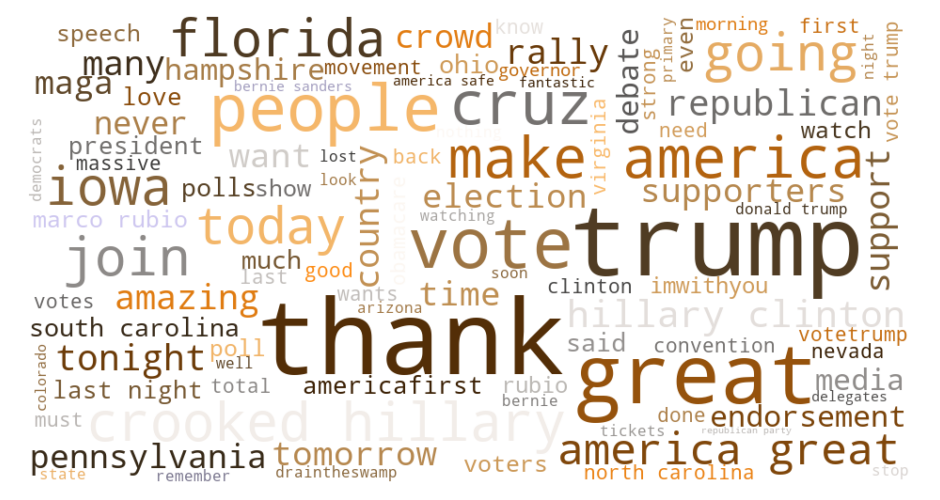 speech
florida
crowd
know
morning
first
many
hampshire
movement
ohio
governor
rally
debate
strong
primary
even
going
night
vote trump
maga
bernie sanders
america safe
fantastic
love
people
cruz
republican
never
nothing
need
watch
democrats
president
massive
want
lost
back
make
america
virginia
iowa
polls
show
look
country
obamacare
election
supporters
support
marco rubio
today
watching
donald trump
join
much
vote
trump
last
good
soon
clinton
imwithyou
votes
amazing
wants
arizona
time
hillary clinton
south carolina
thank
said
convention
votetrump
tonight
poll
well
great
nevada
colorado
last night
total
americafirst
rubio
bernie
media
delegates
must
crooked hillary
done
endorsement
tickets
republican party
pennsylvania
tomorrow
voters
america great
state
remember
draintheswamp
north carolina
stop